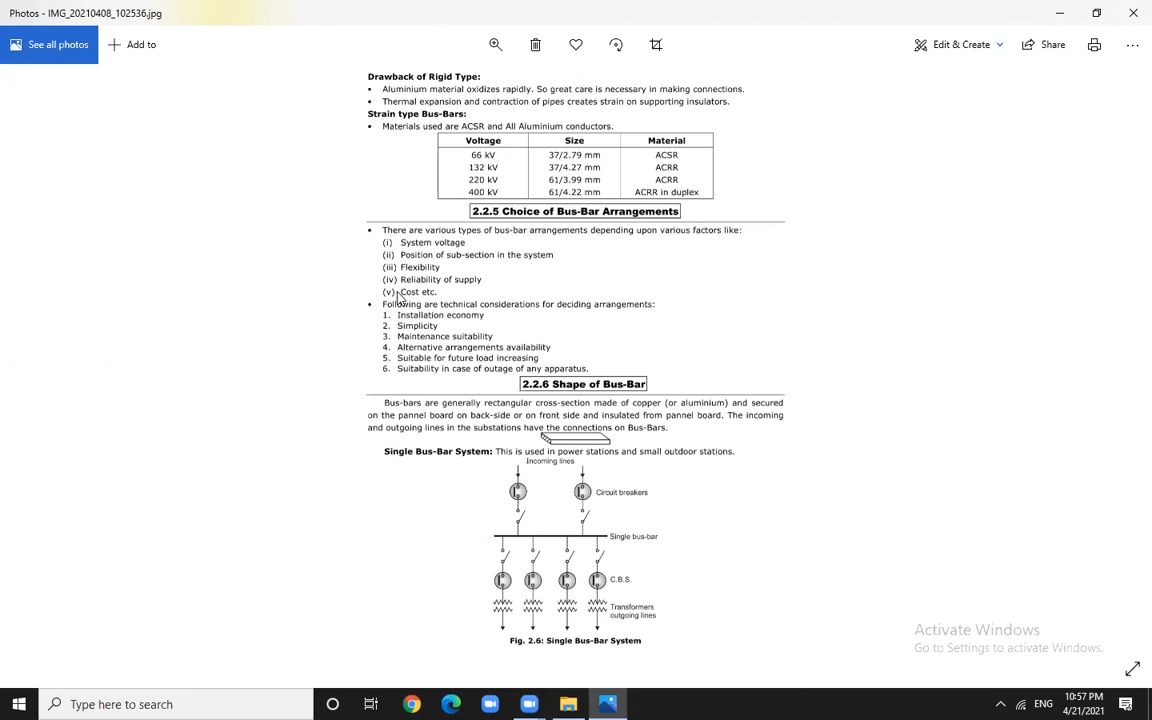 Photos - IMG_20210408_102536.jpg
See all photos
Add to
Edit & Create
Share
Drawback of Rigid Type:
• Aluminium material oxidizes rapidly. So great care is necessary in making connections.
• Thermal expansion and contraction of pipes creates strain on supporting insulators.
Strain type Bus-Bars:
• Materials used are ACSR and All Aluminium conductors.
Voltage Size Material
66 kV 37/2.79 mm ACSR
132 kV 37/4.27 mm ACRR
220 kV 61/3.99 mm ACRR
400 kV 61/4.22 mm ACRR in duplex
2.2.5 Choice of Bus-Bar Arrangements
• There are various types of bus-bar arrangements depending upon various factors like:
(i) System voltage
(ii) Position of sub-section in the system
(iii) Flexibility
(iv) Reliability of supply
(v) Cost etc.
• Following are technical considerations for deciding arrangements:
1. Installation economy
2. Simplicity
3. Maintenance suitability
4. Alternative arrangements availability
5. Suitable for future load increasing
6. Suitability in case of outage of any apparatus.
2.2.6 Shape of Bus-Bar
Bus-bars are generally rectangular cross-section made of copper (or aluminium) and secured
on the pannel board on back-side or on front side and insulated from pannel board. The incoming
and outgoing lines in the substations have the connections on Bus-Bars.
Single Bus-Bar System: This is used in power stations and small outdoor stations.
Incoming lines
Circuit breakers
Single bus-bar
C.B.S.
Transformers
outgoing lines
Fig. 2.6: Single Bus-Bar System
Activate Windows
Go to Settings to activate Windows.
Type here to search
ENG
10:57 PM
4/21/2021